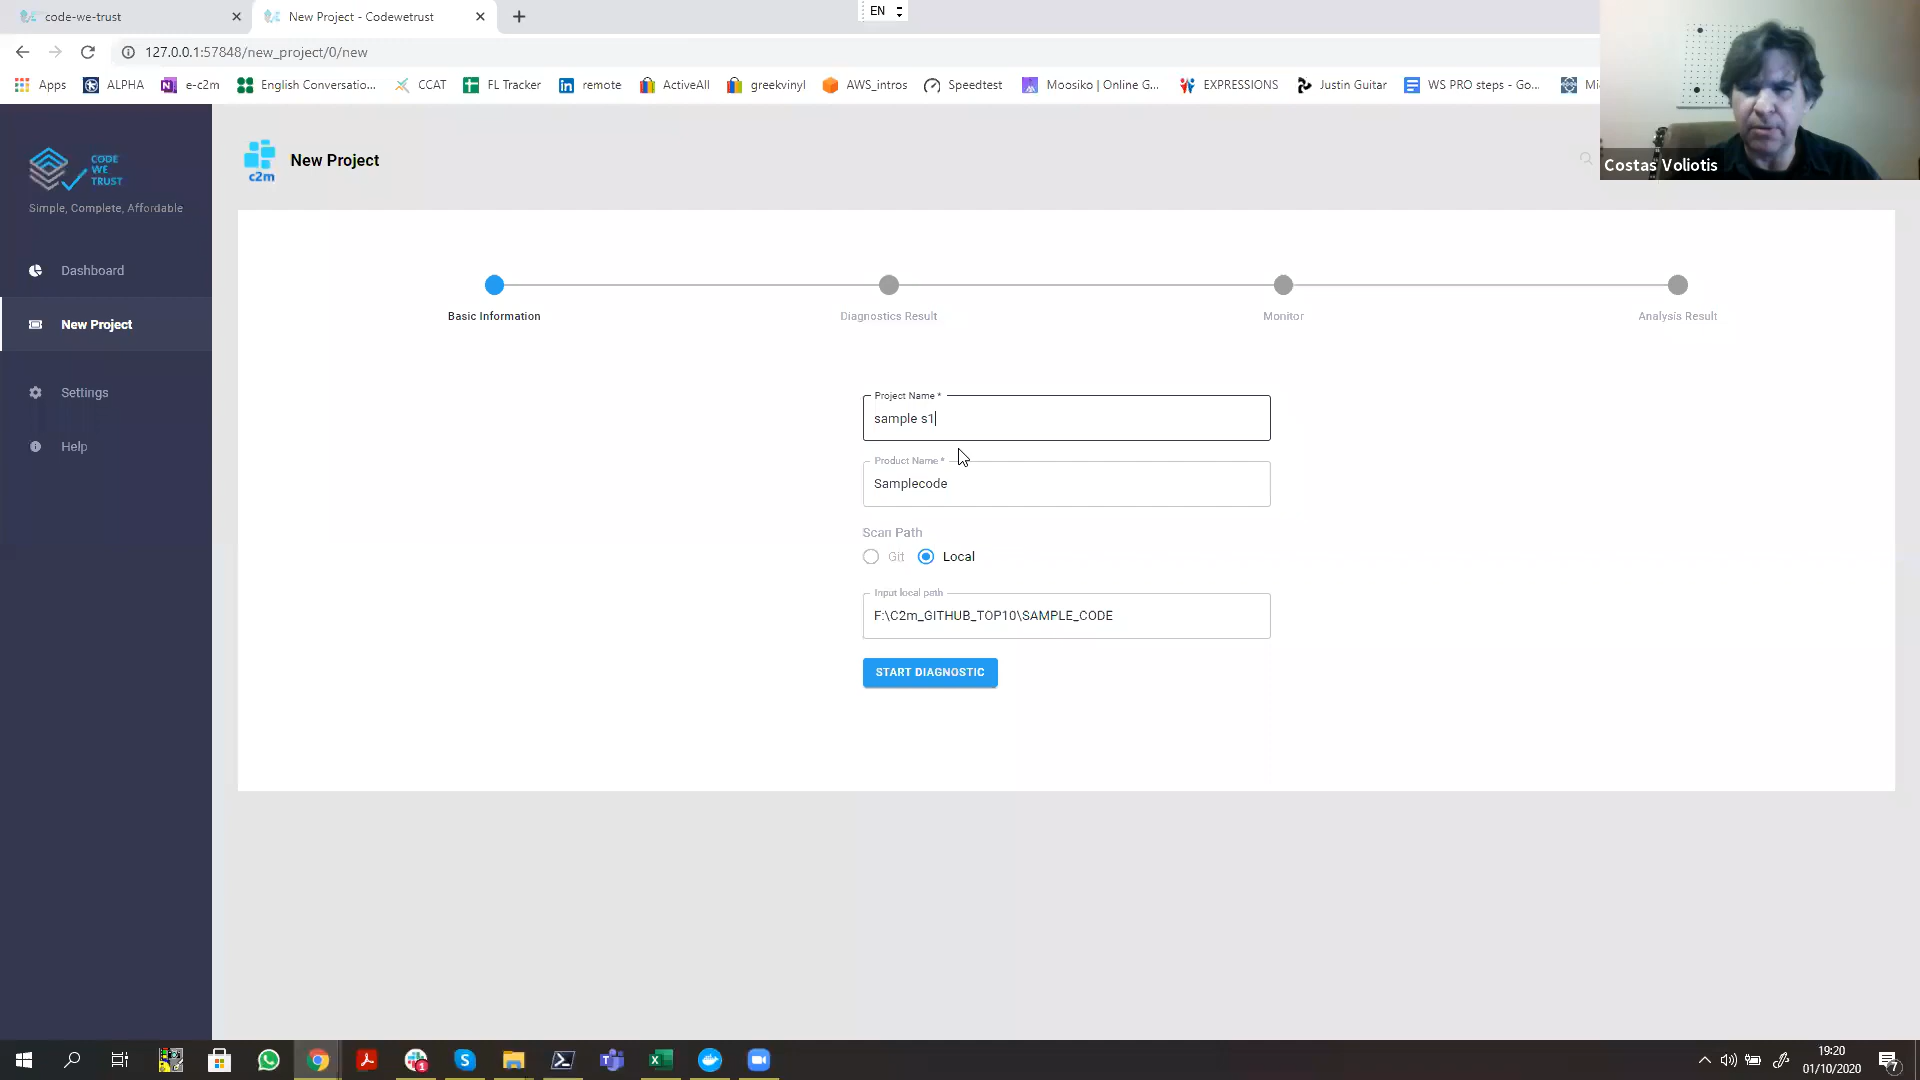 code-we-trust
New Project - Codewetrust
EN
127.0.0.1:57848/new_project/0/new
Apps
ALPHA
e-c2m
English Conversatio...
CCAT
FL Tracker
remote
ActiveAll
greekvinyl
AWS_intros
Speedtest
Moosiko | Online G...
EXPRESSIONS
Justin Guitar
WS PRO steps - Go...
Costas Voliotis
CODE
WE
TRUST
Simple, Complete, Affordable
Dashboard
New Project
Settings
Help
c2m
New Project
Basic Information
Diagnostics Result
Monitor
Analysis Result
Project Name *
sample s1
Product Name *
Samplecode
Scan Path
Git
Local
Input local path
F:\C2m_GITHUB_TOP10\SAMPLE_CODE
START DIAGNOSTIC
1
19:20
01/10/2020
7